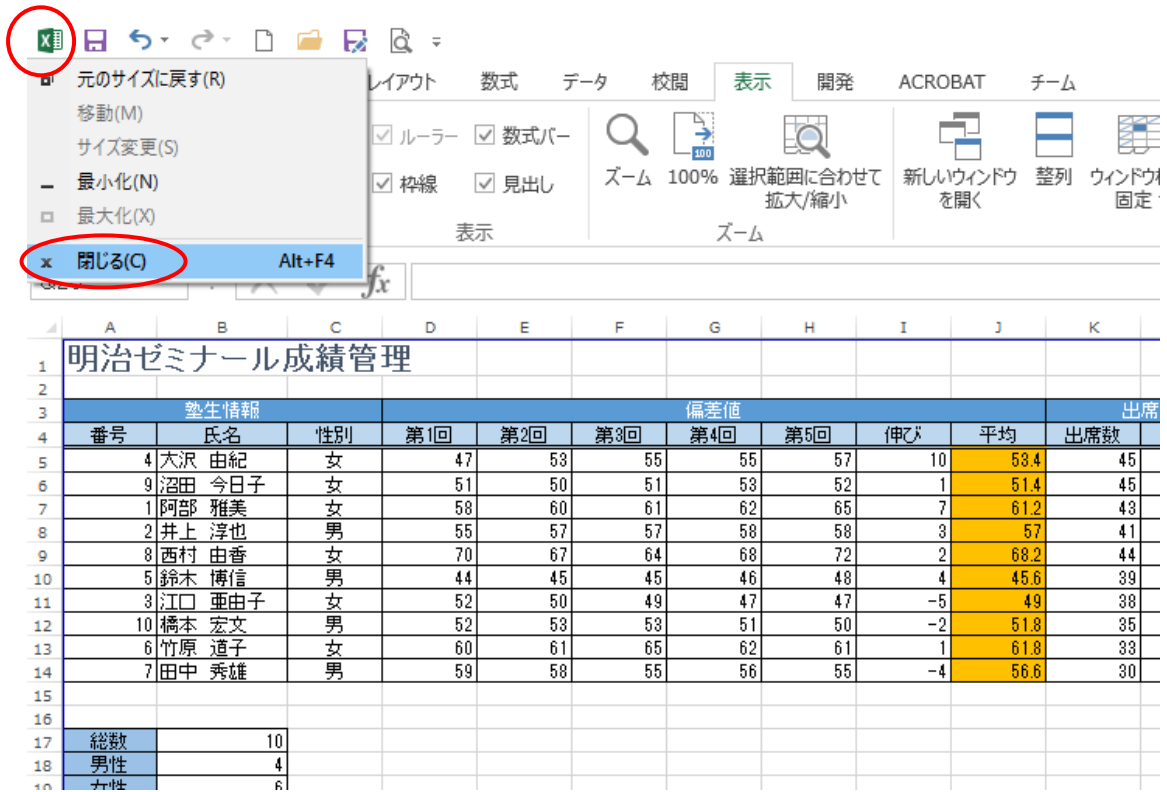 元のサイズに戻す(R)
移動(M)
サイズ変更(S)
最小化(N)
最大化(X)
閉じる(C) Alt+F4
レイアウト 数式 データ 校閲 表示 開発 ACROBAT チーム
ルーラー 数式バー
枠線 見出し
表示
ズーム 100% 選択範囲に合わせて 拡大/縮小
100
ズーム
新しいウィンドウ を開く 整列 ウィンドウ枠 固定
fx
A B C D E F G H I J K
1 明治ゼミナール成績管理
2
3 塾生情報 偏差値 出席
4 番号 氏名 性別 第1回 第2回 第3回 第4回 第5回 伸び 平均 出席数
5 4 大沢 由紀 女 47 53 55 55 57 10 53.4 45
6 9 沼田 今日子 女 51 50 51 53 52 1 51.4 45
7 1 阿部 雅美 女 58 60 61 62 65 7 61.2 43
8 2 井上 淳也 男 55 57 57 58 58 3 57 41
9 8 西村 由香 女 70 67 64 68 72 2 68.2 44
10 5 鈴木 博信 男 44 45 45 46 48 4 45.6 39
11 3 江口 亜由子 女 52 50 49 47 47 -5 49 38
12 10 橋本 宏文 男 52 53 53 51 50 -2 51.8 35
13 6 竹原 道子 女 60 61 65 62 61 1 61.8 33
14 7 田中 秀雄 男 59 58 55 56 55 -4 56.6 30
15
16
17 総数 10
18 男性 4
19 女性 6